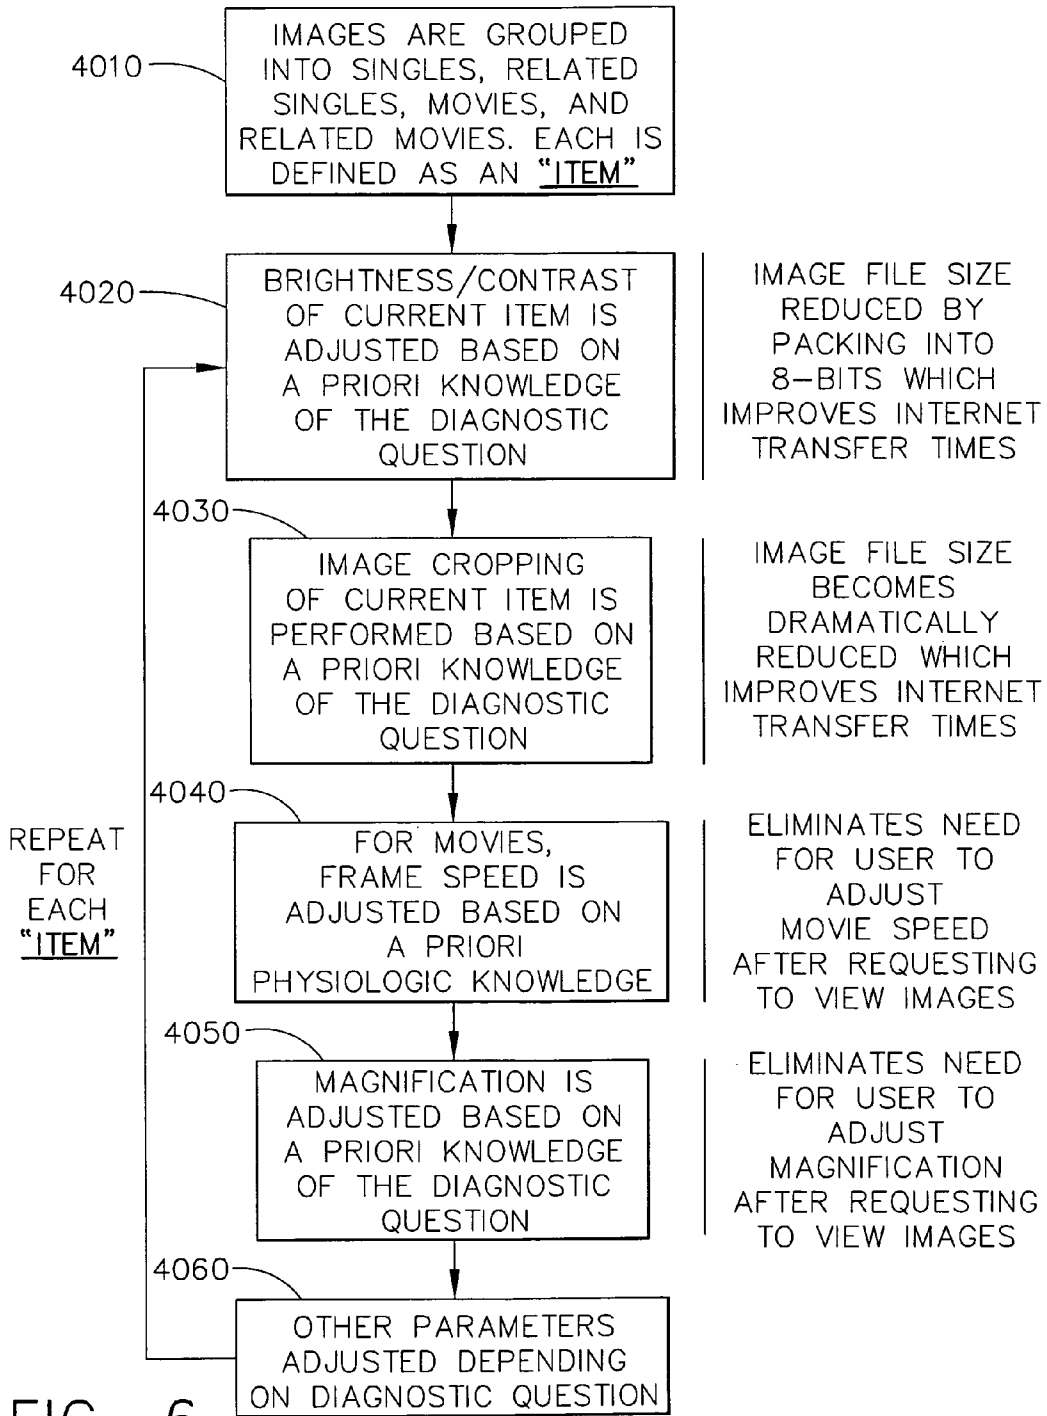 4010
IMAGES ARE GROUPED
INTO SINGLES, RELATED
SINGLES, MOVIES, AND
RELATED MOVIES. EACH IS
DEFINED AS AN "ITEM"
4020
BRIGHTNESS/CONTRAST
OF CURRENT ITEM IS
ADJUSTED BASED ON
A PRIORI KNOWLEDGE
OF THE DIAGNOSTIC
QUESTION
IMAGE FILE SIZE
REDUCED BY
PACKING INTO
8-BITS WHICH
IMPROVES INTERNET
TRANSFER TIMES
4030
IMAGE CROPPING
OF CURRENT ITEM IS
PERFORMED BASED ON
A PRIORI KNOWLEDGE
OF THE DIAGNOSTIC
QUESTION
IMAGE FILE SIZE
BECOMES
DRAMATICALLY
REDUCED WHICH
IMPROVES INTERNET
TRANSFER TIMES
4040
FOR MOVIES,
FRAME SPEED IS
ADJUSTED BASED ON
A PRIORI
PHYSIOLOGIC KNOWLEDGE
ELIMINATES NEED
FOR USER TO
ADJUST
MOVIE SPEED
AFTER REQUESTING
TO VIEW IMAGES
REPEAT
FOR
EACH
"ITEM"
4050
MAGNIFICATION IS
ADJUSTED BASED ON
A PRIORI KNOWLEDGE
OF THE DIAGNOSTIC
QUESTION
ELIMINATES NEED
FOR USER TO
ADJUST
MAGNIFICATION
AFTER REQUESTING
TO VIEW IMAGES
4060
OTHER PARAMETERS
ADJUSTED DEPENDING
ON DIAGNOSTIC QUESTION
FIG. 6